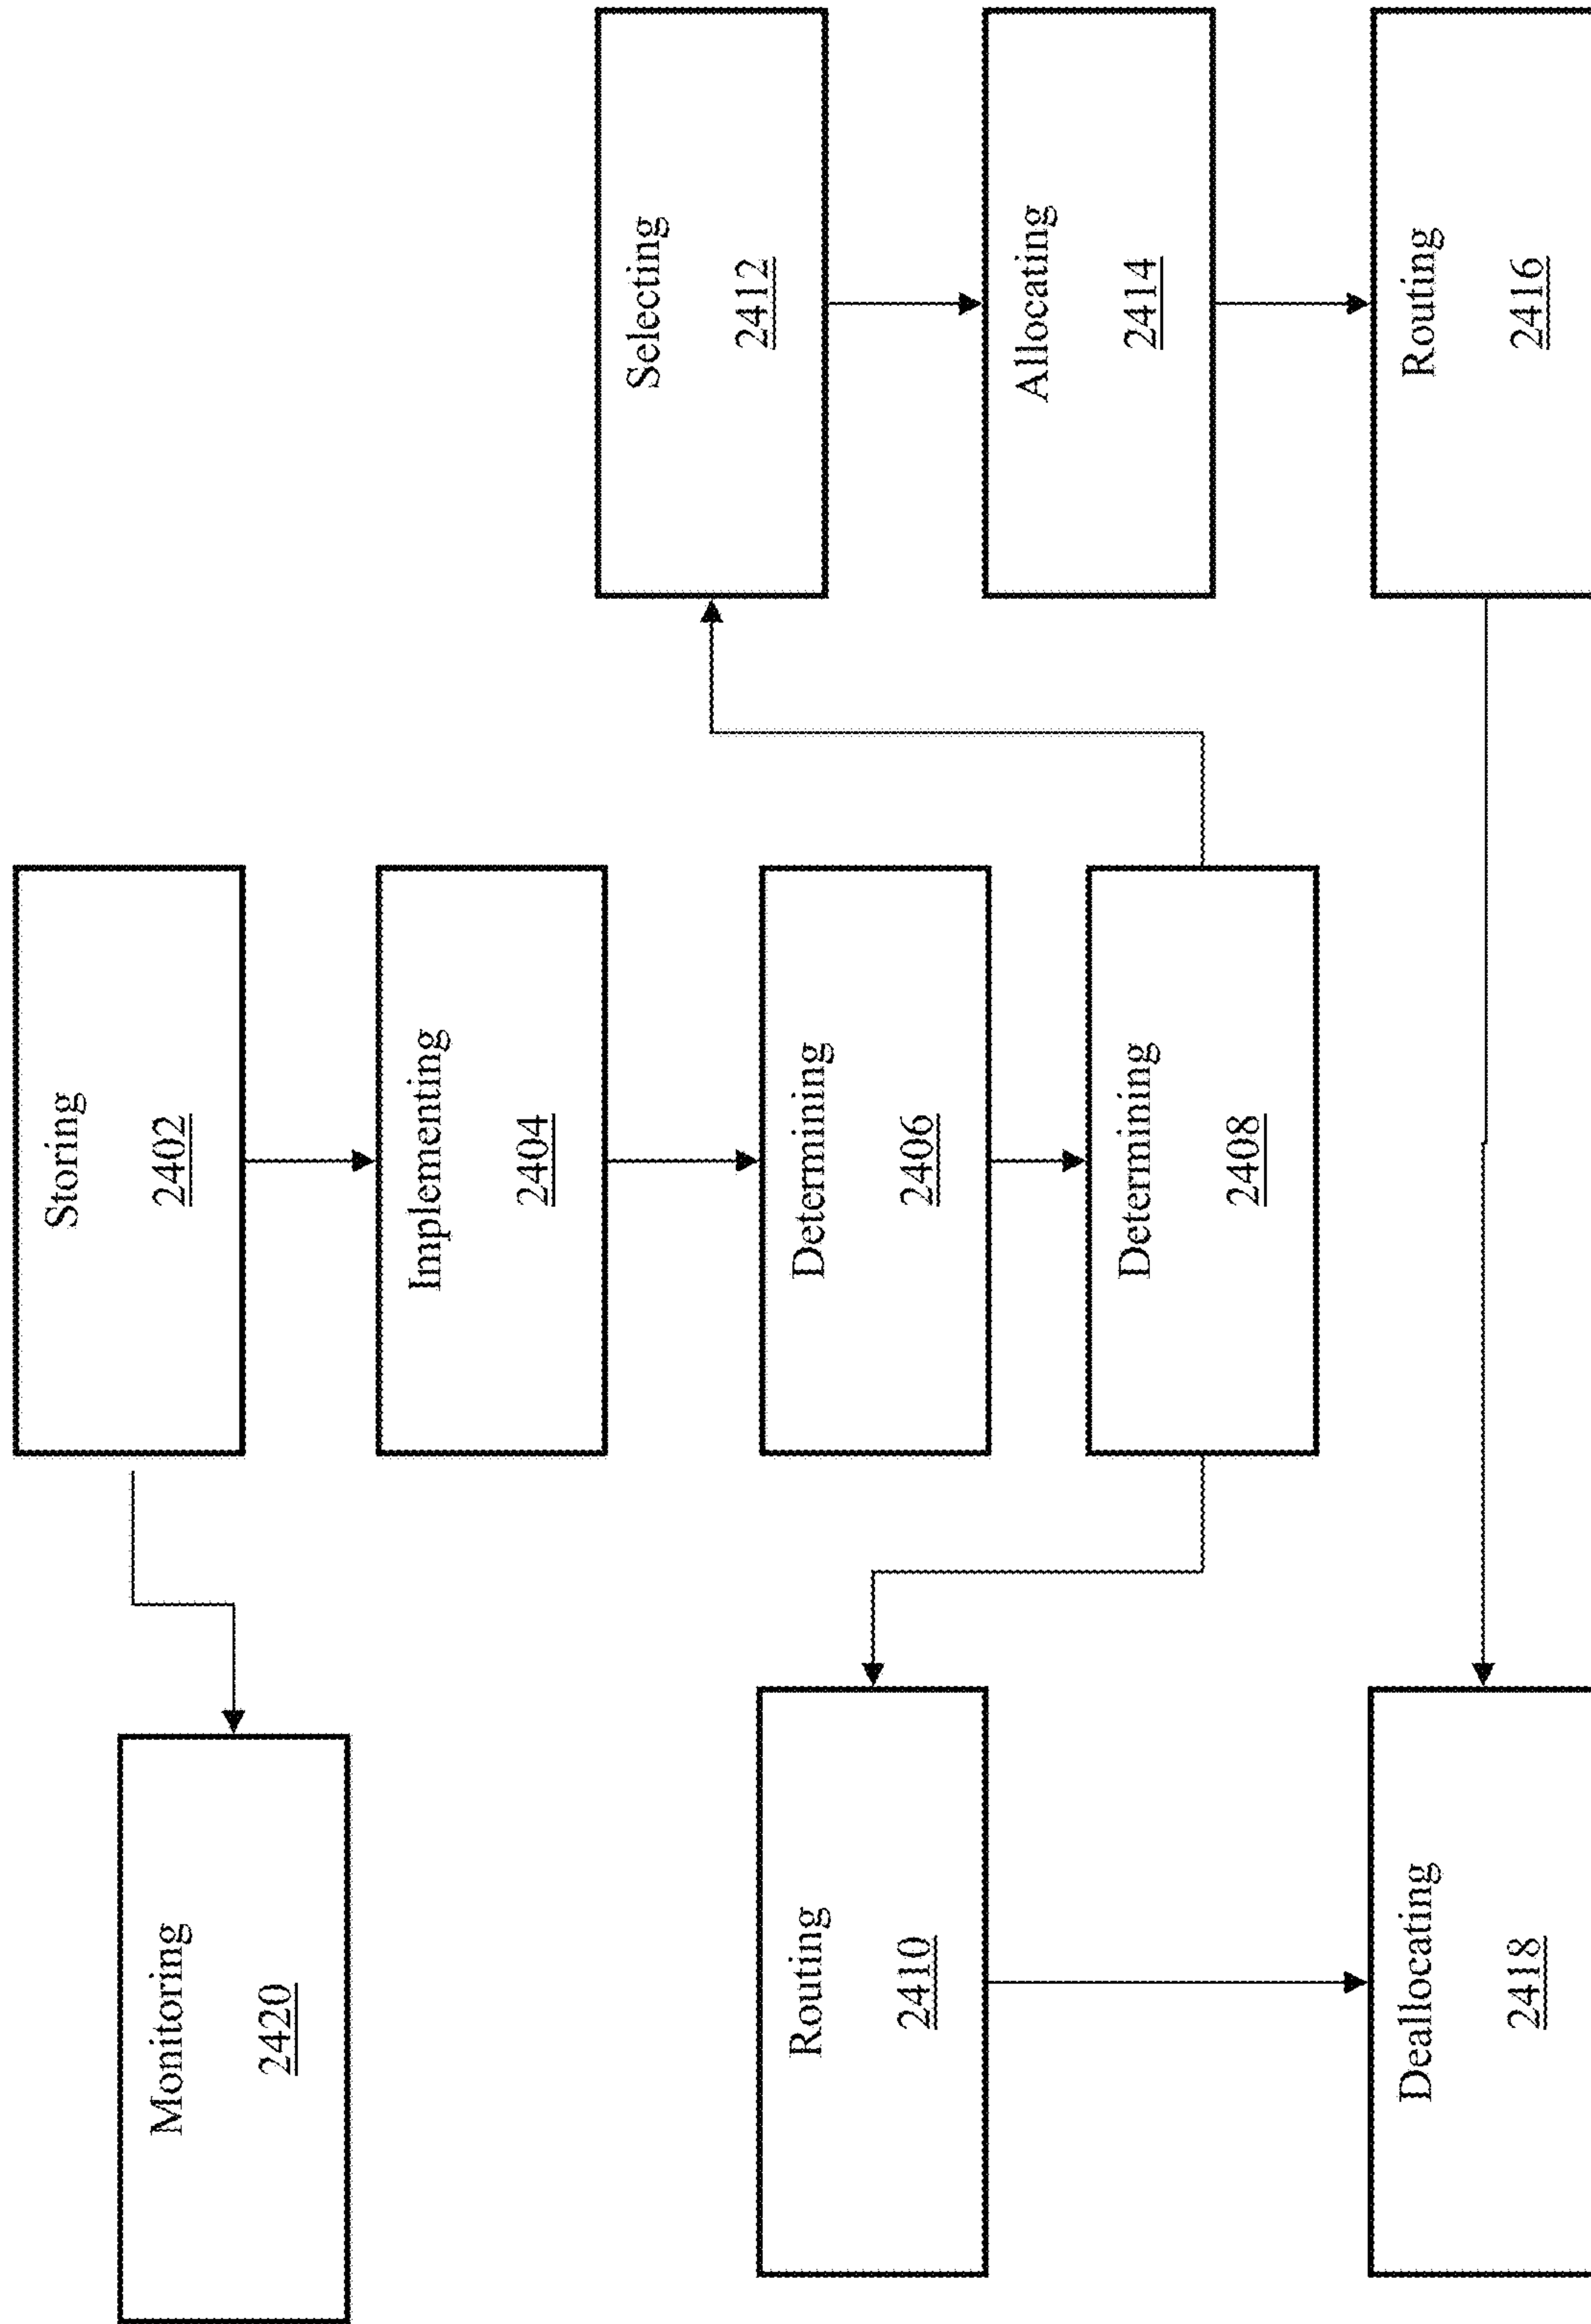 Storing
2402
Implementing
2404
Determining
2406
Determining
2408
Routing
2410
Selecting
2412
Allocating
2414
Routing
2416
Deallocating
2418
Monitoring
2420